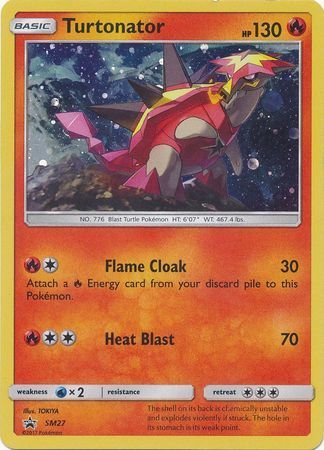 BASIC Turtonator HP 130
NO. 776 Blast Turtle Pokémon HT: 6'07" WT: 467.4 lbs.
Flame Cloak 30
Attach a Energy card from your discard pile to this
Pokémon.
Heat Blast 70
weakness ×2 resistance retreat
Illus. TOKIYA
SM27
©2017 Pokémon
The shell on its back is chemically unstable
and explodes violently if struck. The hole in
its stomach is its weak point.